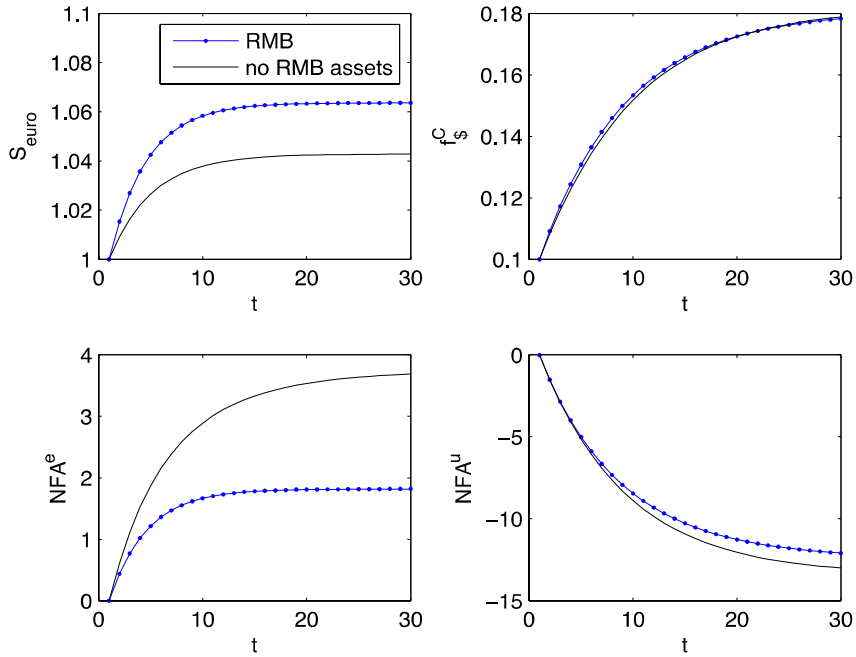 1.1
1.08
1.06
1.04
1.02
1
S_euro
0 10 20 30
t
RMB
no RMB assets
0.18
0.16
0.14
0.12
0.1
f_$^C
0 10 20 30
t
4
3
2
1
0
NFA^e
0 10 20 30
t
0
−5
−10
−15
NFA^u
0 10 20 30
t